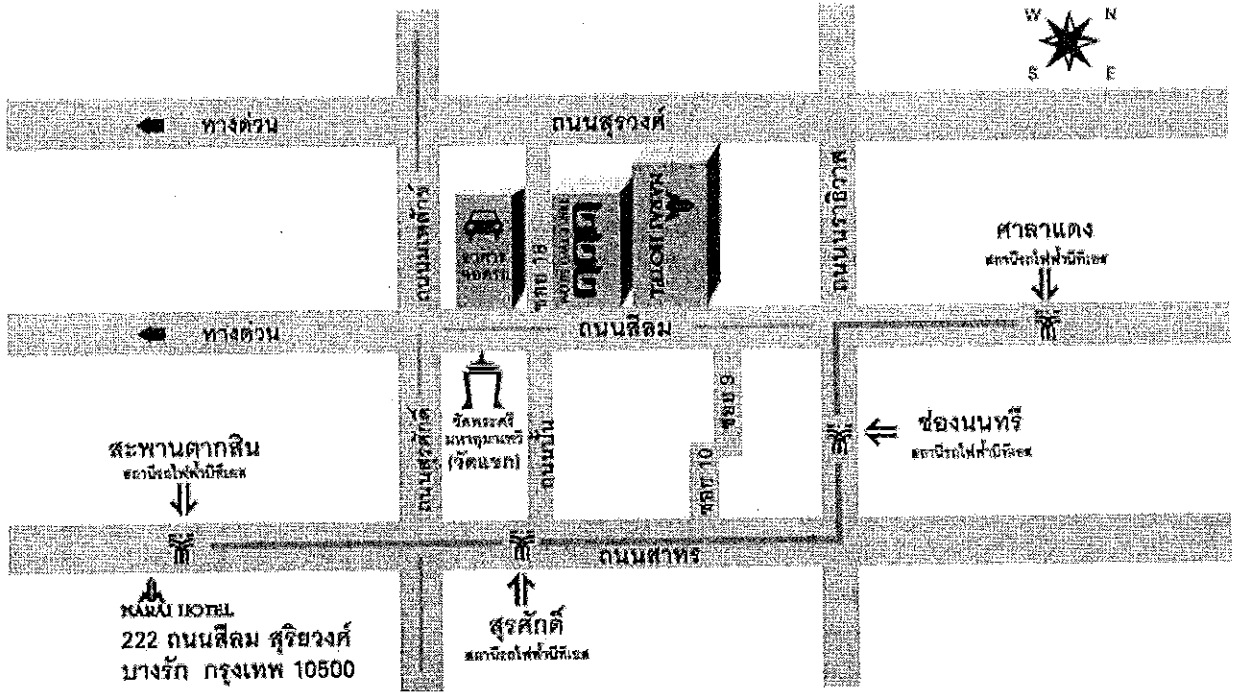 W N
S E
ทางด่วน
ถนนสุรวงศ์
ถนนมเหสักข์
ซอย 18
NARAI HOTEL
ถนนนราธิวาส
อาคาร
จอดรถ
ศาลาแดง
สถานีรถไฟฟ้าบีทีเอส
ทางด่วน
ถนนสีลม
ถนนสุรศักดิ์
วัดพระศรี
มหาอุมาเทวี
(วัดแขก)
ถนนปั้น
ซอย 9
ซอย 10
ช่องนนทรี
สถานีรถไฟฟ้าบีทีเอส
สะพานตากสิน
สถานีรถไฟฟ้าบีทีเอส
ถนนสาทร
NARAI HOTEL
222 ถนนสีลม สุริยวงศ์
บางรัก กรุงเทพ 10500
สุรศักดิ์
สถานีรถไฟฟ้าบีทีเอส